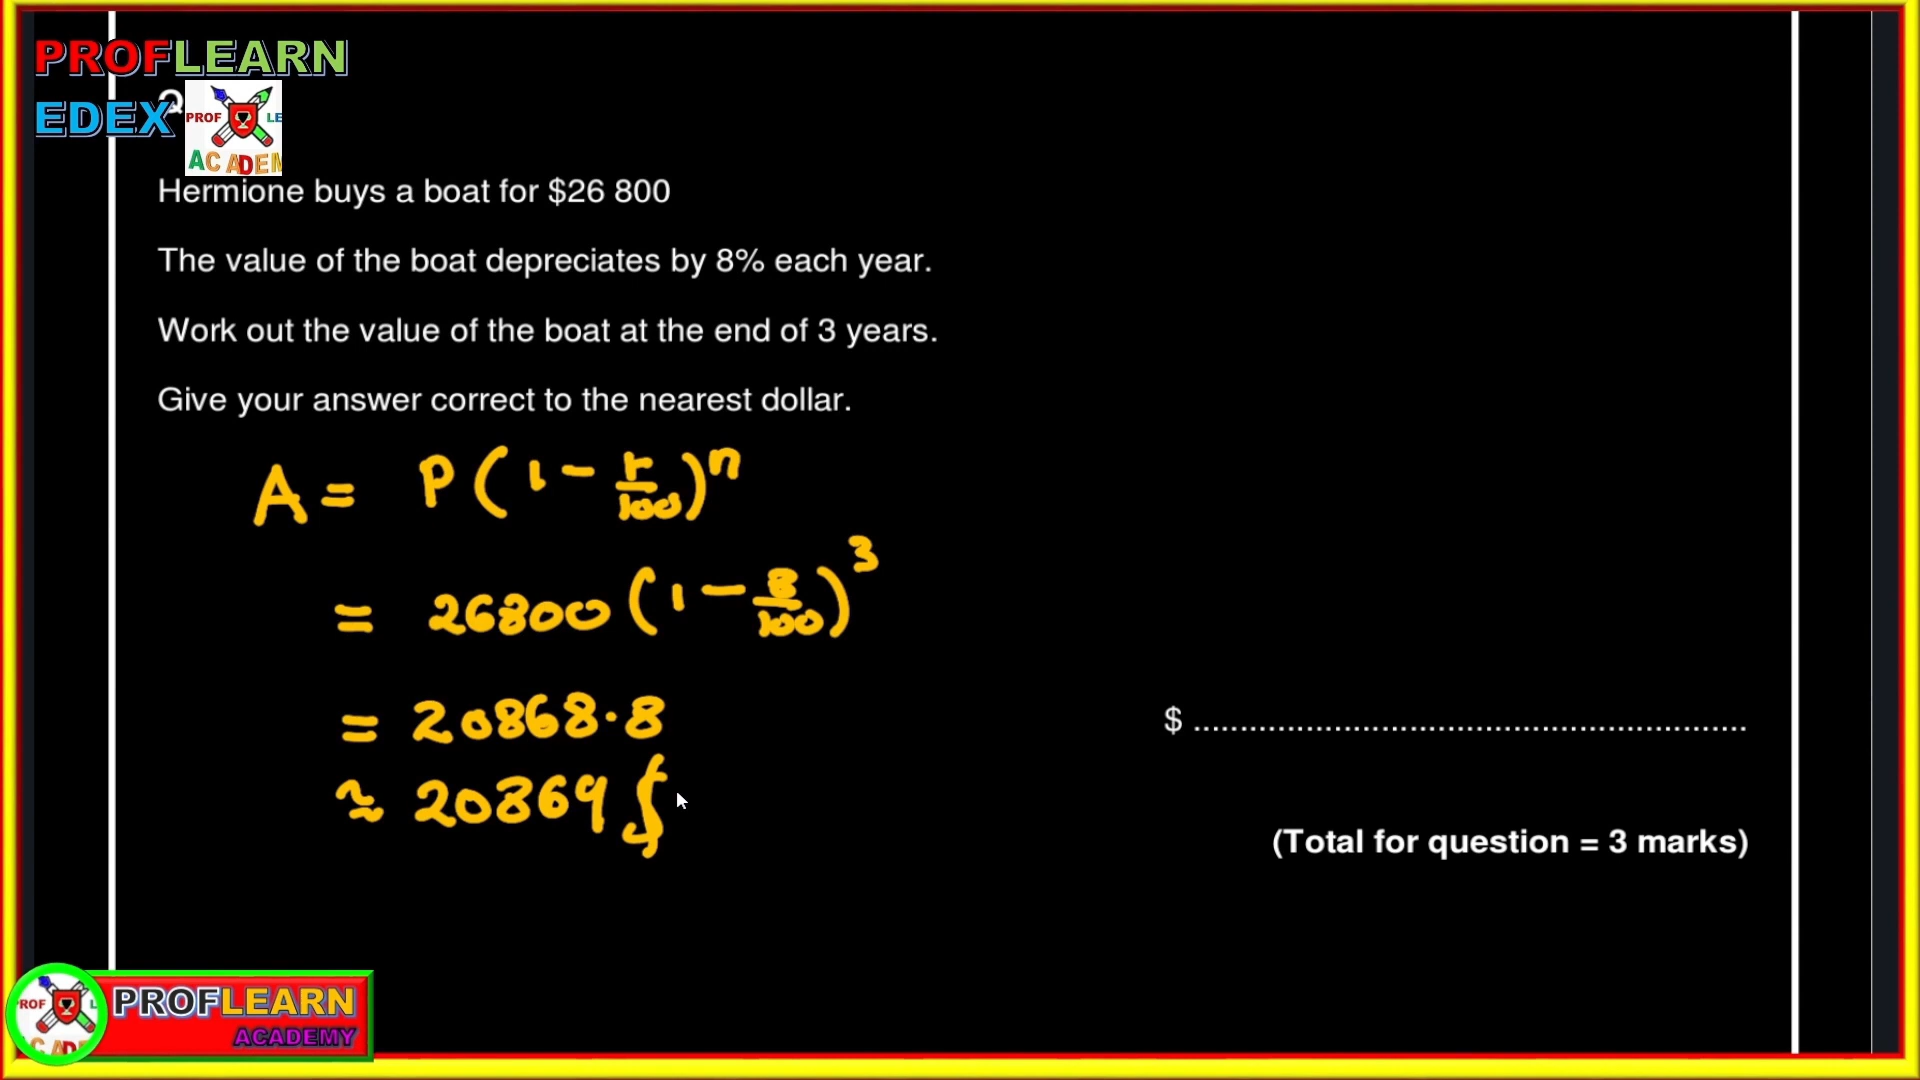 PROFLEARN
EDEX
Q
PROF LE
ACADEM
Hermione buys a boat for $26 800
The value of the boat depreciates by 8% each year.
Work out the value of the boat at the end of 3 years.
Give your answer correct to the nearest dollar.
A = P(1 - r/100)^n
= 26800(1 - 8/100)^3
= 20868.8
≈ 20869 $
$ ............................................................
(Total for question = 3 marks)
PROFLEARN
ACADEMY